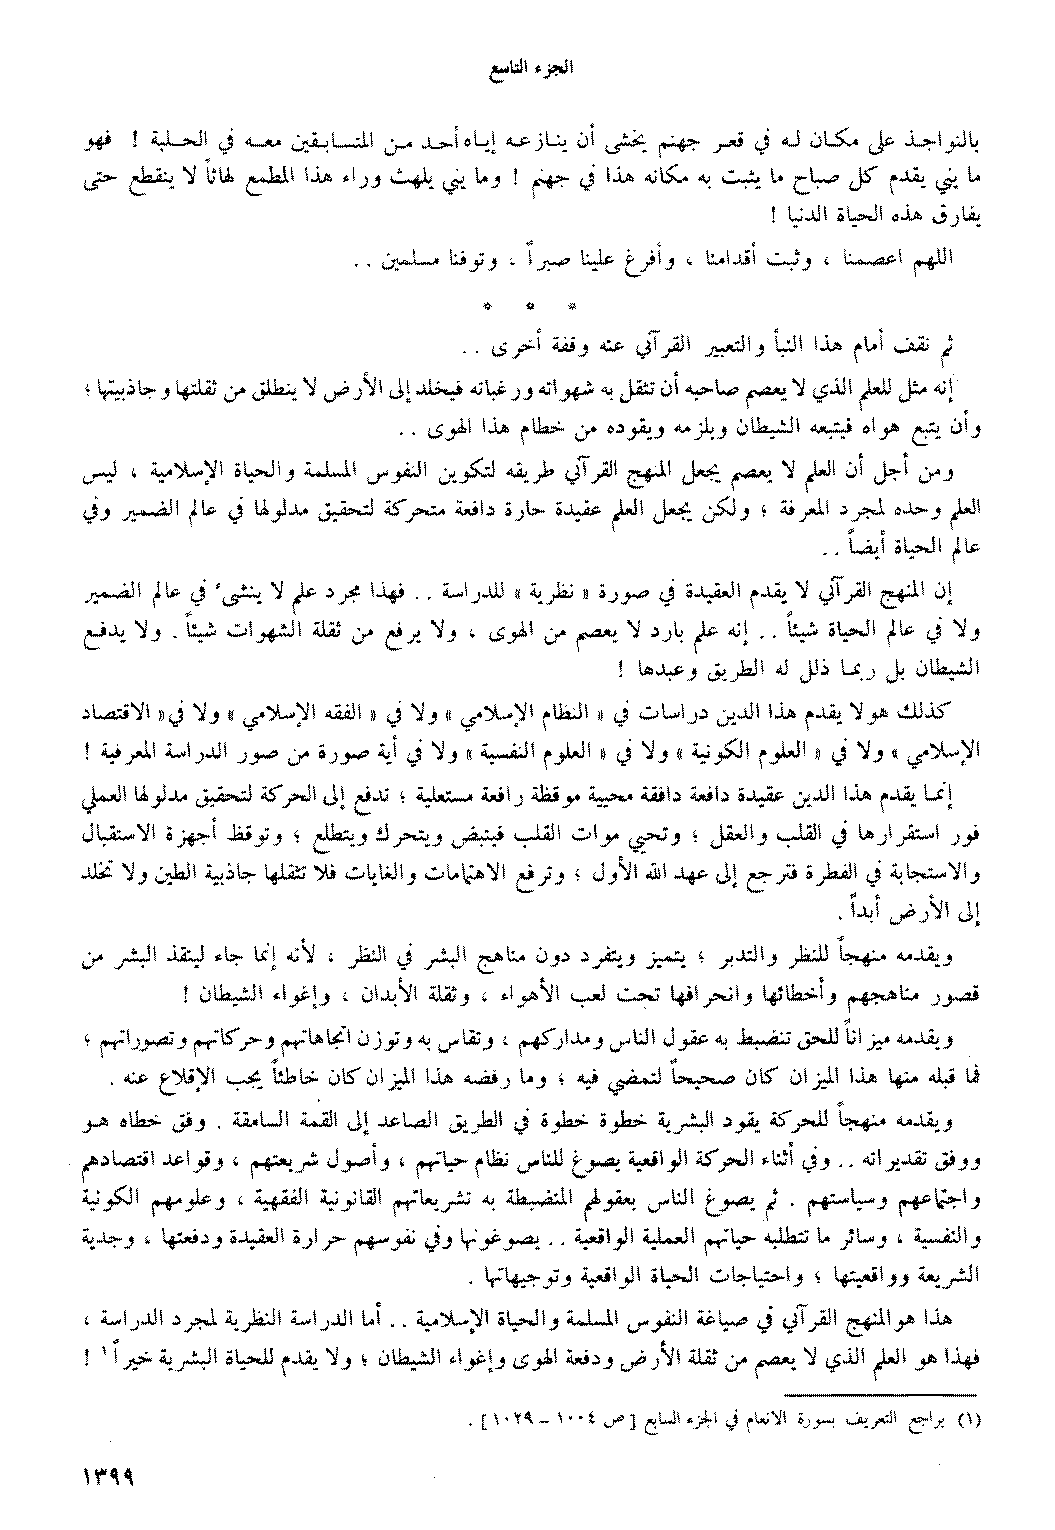 الجزء التاسع
بالنواجذ على مكان له في قعر جهنم يخشى أن ينازعه إياه أحد من المتسابقين معه في الحلبة ! فهو
ما يني يقدم كل صباح ما يثبت به مكانه هذا في جهنم ! وما يني يلهث وراء هذا المطمع لهاثاً لا ينقطع حتى
يفارق هذه الحياة الدنيا !
اللهم اعصمنا ، وثبت أقدامنا ، وأفرغ علينا صبراً ، وتوفنا مسلمين ..
* * *
ثم نقف أمام هذا النبأ والتعبير القرآني عنه وقفة أخرى ..
إنه مثل للعلم الذي لا يعصم صاحبه أن تثقل به شهواته ورغباته فيخلد إلى الأرض لا ينطلق من ثقلتها وجاذبيتها ؛
وأن يتبع هواه فيتبعه الشيطان ويلزمه ويقوده من خطام هذا الهوى ..
ومن أجل أن العلم لا يعصم يجعل المنهج القرآني طريقه لتكوين النفوس المسلمة والحياة الإسلامية ، ليس
العلم وحده لمجرد المعرفة ؛ ولكن يجعل العلم عقيدة حارة دافعة متحركة لتحقيق مدلولها في عالم الضمير وفي
عالم الحياة أيضاً ..
إن المنهج القرآني لا يقدم العقيدة في صورة « نظرية » للدراسة .. فهذا مجرد علم لا ينشىء في عالم الضمير
ولا في عالم الحياة شيئاً .. إنه علم بارد لا يعصم من الهوى ، ولا يرفع من ثقلة الشهوات شيئاً . ولا يدفع
الشيطان بل ربما ذلل له الطريق وعبدها !
كذلك هو لا يقدم هذا الدين دراسات في « النظام الإسلامي » ولا في « الفقه الإسلامي » ولا في « الاقتصاد
الإسلامي » ولا في « العلوم الكونية » ولا في « العلوم النفسية » ولا في أية صورة من صور الدراسة المعرفية !
إنما يقدم هذا الدين عقيدة دافعة دافقة محيية موقظة رافعة مستعلية ؛ تدفع إلى الحركة لتحقيق مدلولها العملي
فور استقرارها في القلب والعقل ؛ وتحيي موات القلب فينبض ويتحرك ويتطلع ؛ وتوقظ أجهزة الاستقبال
والاستجابة في الفطرة فترجع إلى عهد الله الأول ؛ وترفع الاهتمامات والغايات فلا تثقلها جاذبية الطين ولا تخلد
إلى الأرض أبداً .
ويقدمه منهجاً للنظر والتدبر ؛ يتميز ويتفرد دون مناهج البشر في النظر ، لأنه إنما جاء لينقذ البشر من
قصور مناهجهم وأخطائها وانحرافها تحت لعب الأهواء ، وثقلة الأبدان ، وإغواء الشيطان !
ويقدمه ميزاناً للحق تنضبط به عقول الناس ومداركهم ، وتقاس به وتوزن اتجاهاتهم وحركاتهم وتصوراتهم ؛
فما قبله منها هذا الميزان كان صحيحاً لتمضي فيه ؛ وما رفضه هذا الميزان كان خاطئاً يجب الإقلاع عنه .
ويقدمه منهجاً للحركة يقود البشرية خطوة خطوة في الطريق الصاعد إلى القمة السامقة . وفق خطاه هو
ووفق تقديراته .. وفي أثناء الحركة الواقعية يصوغ للناس نظام حياتهم ، وأصول شريعتهم ، وقواعد اقتصادهم
واجتماعهم وسياستهم . ثم يصوغ الناس بعقولهم المنضبطة به تشريعاتهم القانونية الفقهية ، وعلومهم الكونية
والنفسية ، وسائر ما تتطلبه حياتهم العملية الواقعية .. يصوغونها وفي نفوسهم حرارة العقيدة ودفعتها ، وجدية
الشريعة وواقعيتها ؛ واحتياجات الحياة الواقعية وتوجيهاتها .
هذا هو المنهج القرآني في صياغة النفوس المسلمة والحياة الإسلامية .. أما الدراسة النظرية لمجرد الدراسة ،
فهذا هو العلم الذي لا يعصم من ثقلة الأرض ودفعة الهوى وإغواء الشيطان ؛ ولا يقدم للحياة البشرية خيراً١ !
(١) يراجع التعريف بسورة الانعام في الجزء السابع [ص ١٠٠٤ – ١٠٢٩] .
١٣٩٩